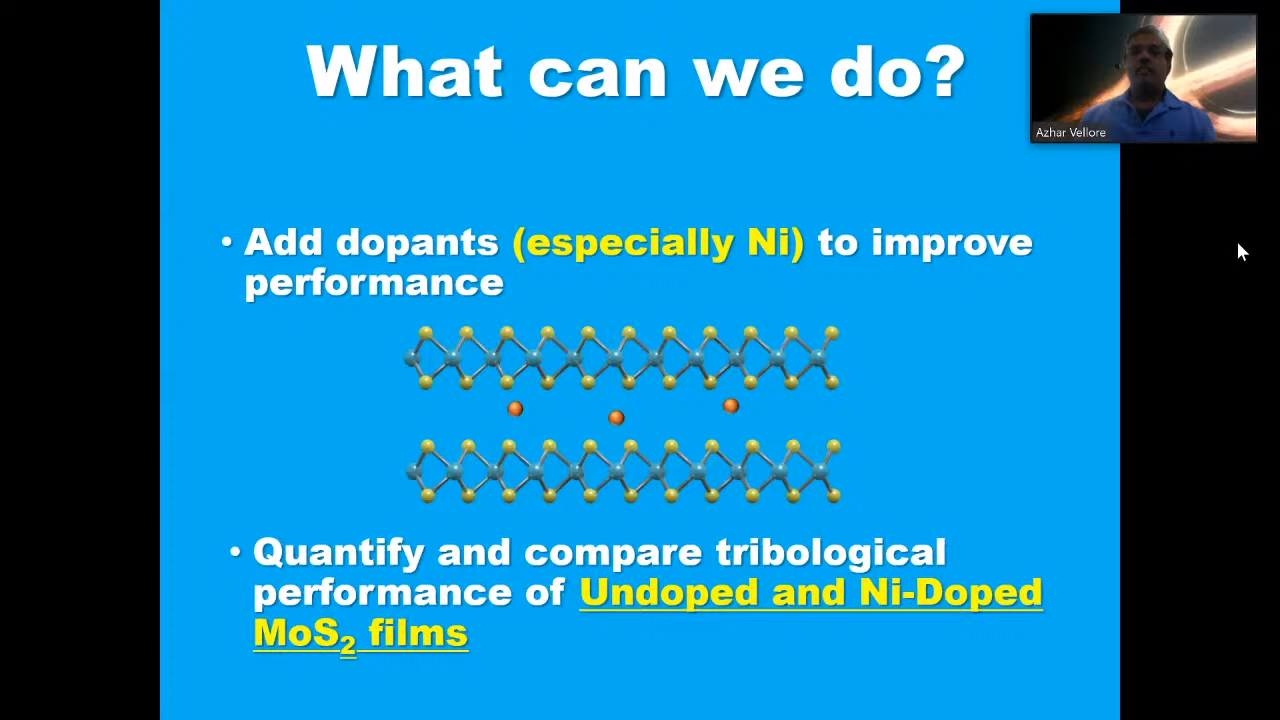 What can we do?
Azhar Vellore
• Add dopants (especially Ni) to improve
performance
• Quantify and compare tribological
performance of Undoped and Ni-Doped
MoS₂ films